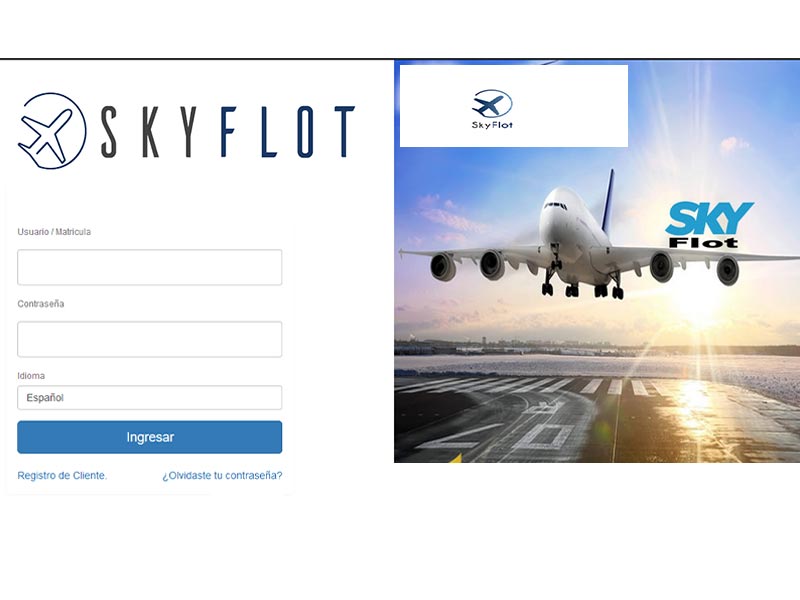 SKYFLOT
Usuario / Matricula
Contraseña
Idioma
Español
Ingresar
Registro de Cliente.
¿Olvidaste tu contraseña?
SkyFlot
SKY
Flot